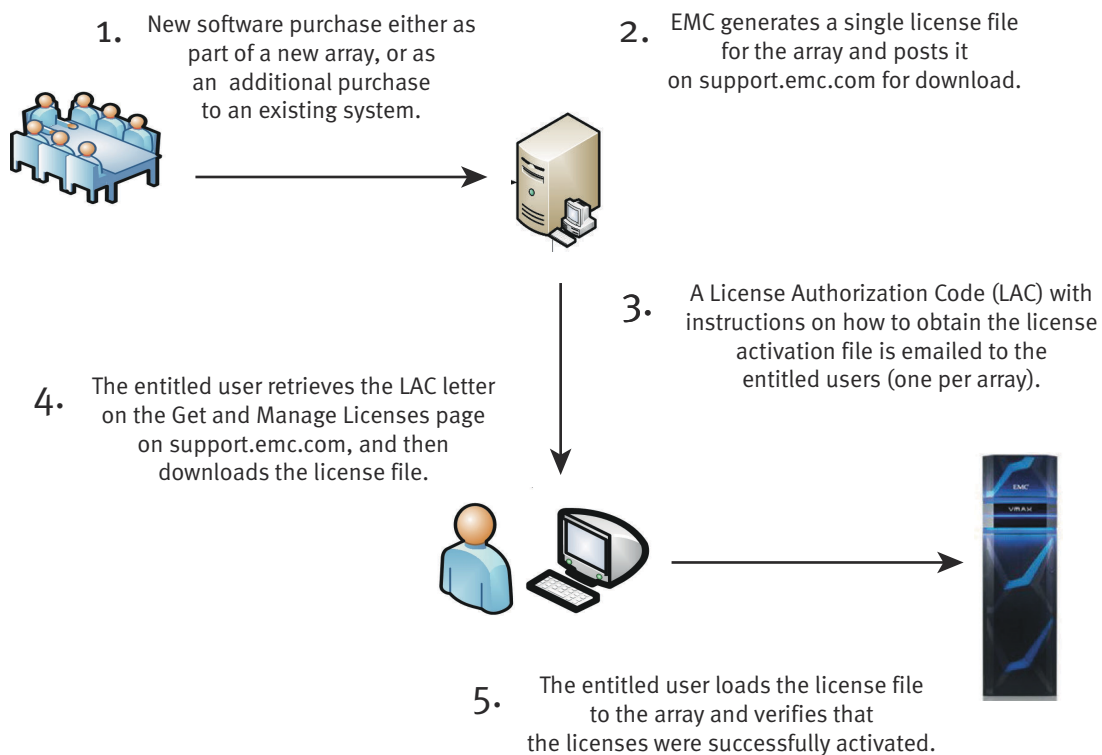 1. New software purchase either as
part of a new array, or as
an additional purchase
to an existing system.
2. EMC generates a single license file
for the array and posts it
on support.emc.com for download.
3. A License Authorization Code (LAC) with
instructions on how to obtain the license
activation file is emailed to the
entitled users (one per array).
4. The entitled user retrieves the LAC letter
on the Get and Manage Licenses page
on support.emc.com, and then
downloads the license file.
EMC
VMAX
5. The entitled user loads the license file
to the array and verifies that
the licenses were successfully activated.